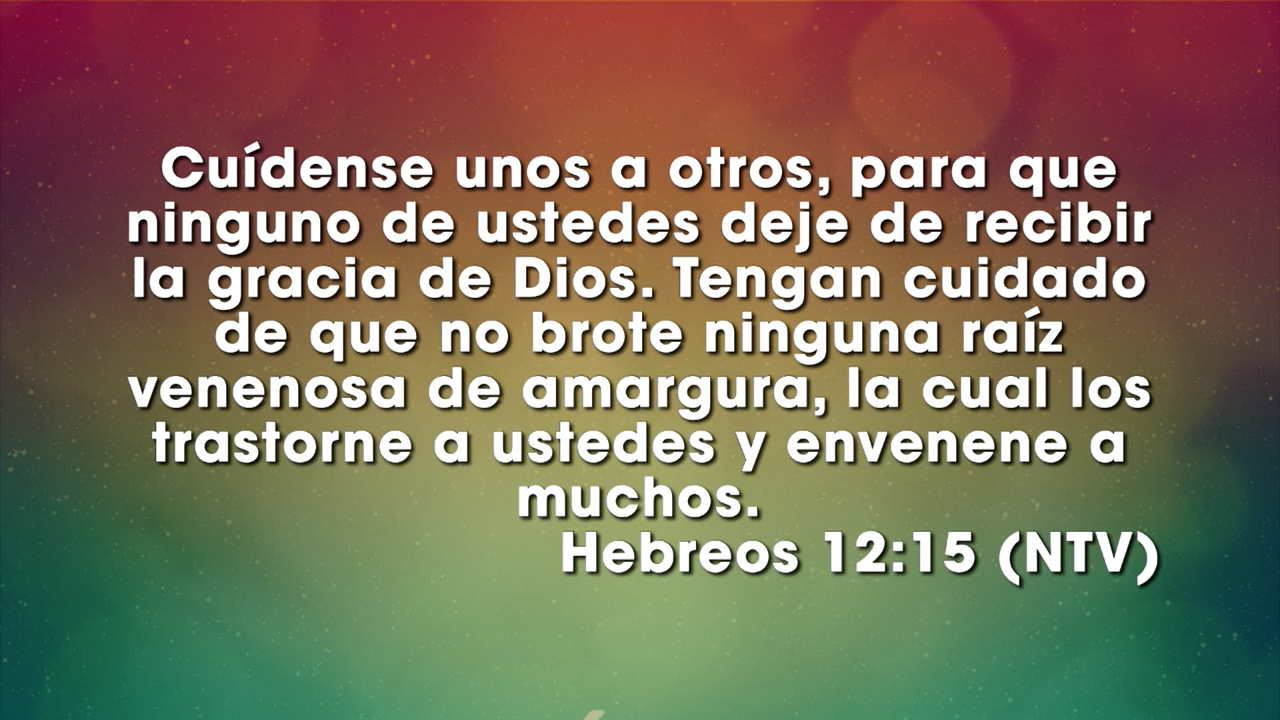 Cuídense unos a otros, para que
ninguno de ustedes deje de recibir
la gracia de Dios. Tengan cuidado
de que no brote ninguna raíz
venenosa de amargura, la cual los
trastorne a ustedes y envenene a
muchos.
Hebreos 12:15 (NTV)